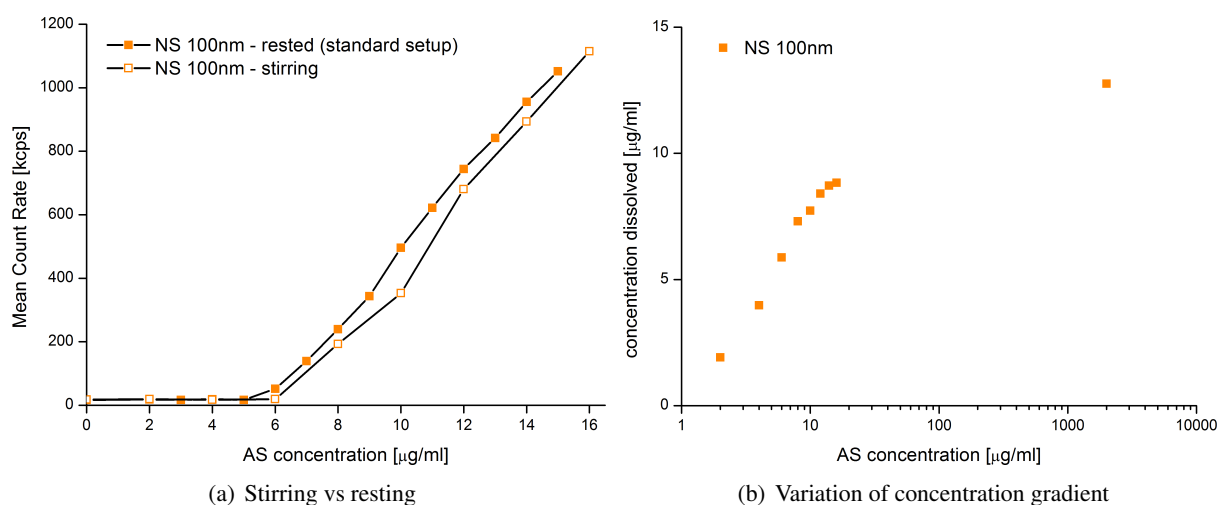 1200
1000
800
600
400
200
0
Mean Count Rate [kcps]
NS 100nm - rested (standard setup)
NS 100nm - stirring
0 2 4 6 8 10 12 14 16
AS concentration [μg/ml]
(a) Stirring vs resting
15
10
5
0
concentration dissolved [μg/ml]
NS 100nm
1 10 100 1000 10000
AS concentration [μg/ml]
(b) Variation of concentration gradient